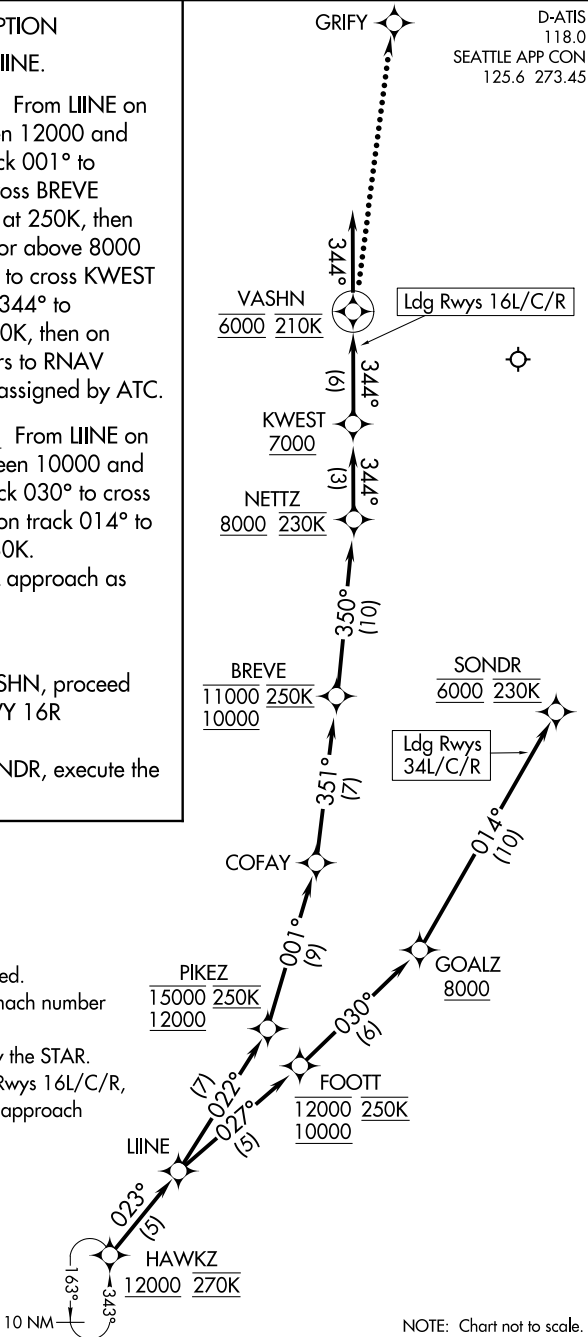 PTION
LIINE.
From LIINE on
en 12000 and
ck 001° to
oss BREVE
at 250K, then
or above 8000
to cross KWEST
344° to
0K, then on
rs to RNAV
assigned by ATC.
From LIINE on
een 10000 and
ck 030° to cross
on track 014° to
0K.
approach as
SHN, proceed
VY 16R
NDR, execute the
ed.
nach number
y the STAR.
Rwys 16L/C/R,
approach
GRIFY
D-ATIS
118.0
SEATTLE APP CON
125.6 273.45
344°
VASHN
6000 210K
Ldg Rwys 16L/C/R
344°
(6)
KWEST
7000
344°
(3)
NETTZ
8000 230K
350°
(10)
BREVE
11000 250K
10000
SONDR
6000 230K
Ldg Rwys
34L/C/R
351°
(7)
014°
(10)
COFAY
GOALZ
8000
001°
(9)
PIKEZ
15000 250K
12000
030°
(6)
FOOTT
12000 250K
10000
022°
(7)
027°
(5)
LIINE
023°
(5)
HAWKZ
12000 270K
163°
343°
10 NM
NOTE: Chart not to scale.